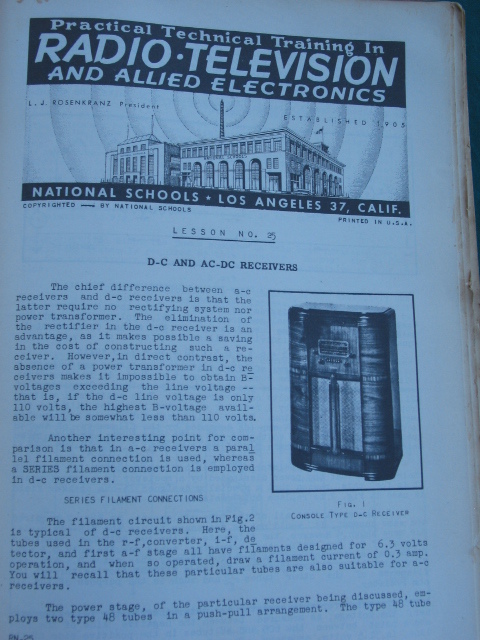 Practical Technical Training In
RADIO·TELEVISION
AND ALLIED ELECTRONICS
L. J. ROSENKRANZ President
ESTABLISHED 1905
NATIONAL SCHOOLS ★ LOS ANGELES 37, CALIF.
COPYRIGHTED — BY NATIONAL SCHOOLS
PRINTED IN U.S.A.
LESSON NO. 25
D-C AND AC-DC RECEIVERS
The chief difference between a-c
receivers and d-c receivers is that the
latter require no rectifying system nor
power transformer. The elimination of
the rectifier in the d-c receiver is an
advantage, as it makes possible a saving
in the cost of constructing such a re-
ceiver. However, in direct contrast, the
absence of a power transformer in d-c re
ceivers makes it impossible to obtain B-
voltages exceeding the line voltage --
that is, if the d-c line voltage is only
110 volts, the highest B-voltage avail-
able will be somewhat less than 110 volts.
Another interesting point for com-
parison is that in a-c receivers a paral
lel filament connection is used, whereas
a SERIES filament connection is employed
in d-c receivers.
SERIES FILAMENT CONNECTIONS
FIG. 1
CONSOLE TYPE D-C RECEIVER
The filament circuit shown in Fig.2
is typical of d-c receivers. Here, the
tubes used in the r-f, converter, i-f, de
tector, and first a-f stage all have filaments designed for 6.3 volts
operation, and when so operated, draw a filament current of 0.3 amp.
You will recall that these particular tubes are also suitable for a-c
receivers.
The power stage, of the particular receiver being discussed, em-
ploys two type 48 tubes in a push-pull arrangement. The type 48 tube